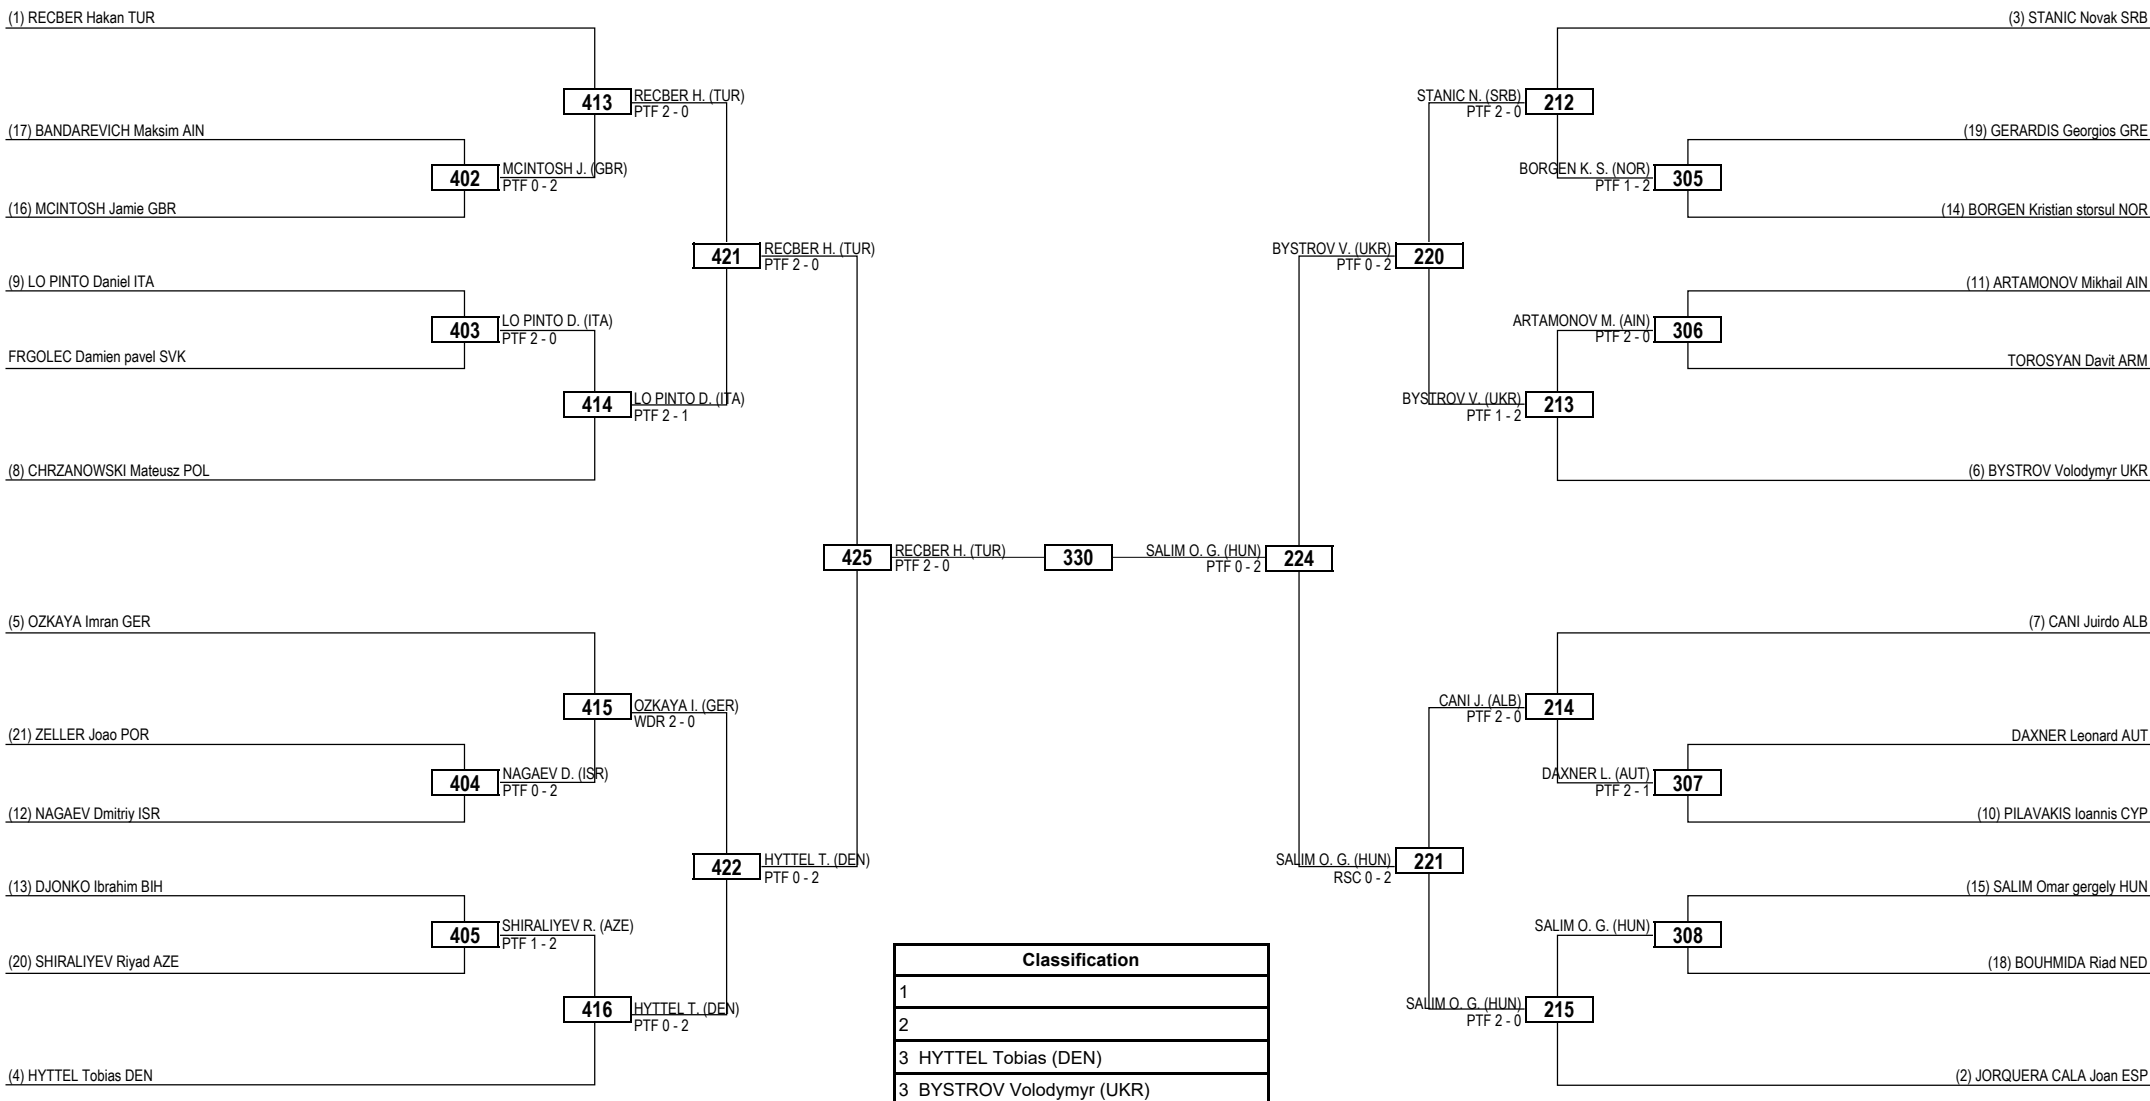 (1) RECBER Hakan TUR
(3) STANIC Novak SRB
413
RECBER H. (TUR)
PTF 2 - 0
STANIC N. (SRB)
PTF 2 - 0
212
(17) BANDAREVICH Maksim AIN
(19) GERARDIS Georgios GRE
402
MCINTOSH J. (GBR)
PTF 0 - 2
BORGEN K. S. (NOR)
PTF 1 - 2
305
(16) MCINTOSH Jamie GBR
(14) BORGEN Kristian storsul NOR
421
RECBER H. (TUR)
PTF 2 - 0
BYSTROV V. (UKR)
PTF 0 - 2
220
(9) LO PINTO Daniel ITA
(11) ARTAMONOV Mikhail AIN
403
LO PINTO D. (ITA)
PTF 2 - 0
ARTAMONOV M. (AIN)
PTF 2 - 0
306
FRGOLEC Damien pavel SVK
TOROSYAN Davit ARM
414
LO PINTO D. (ITA)
PTF 2 - 1
BYSTROV V. (UKR)
PTF 1 - 2
213
(8) CHRZANOWSKI Mateusz POL
(6) BYSTROV Volodymyr UKR
425
RECBER H. (TUR)
PTF 2 - 0
330
SALIM O. G. (HUN)
PTF 0 - 2
224
(5) OZKAYA Imran GER
(7) CANI Juirdo ALB
415
OZKAYA I. (GER)
WDR 2 - 0
CANI J. (ALB)
PTF 2 - 0
214
(21) ZELLER Joao POR
DAXNER Leonard AUT
404
NAGAEV D. (ISR)
PTF 0 - 2
DAXNER L. (AUT)
PTF 2 - 1
307
(12) NAGAEV Dmitriy ISR
(10) PILAVAKIS Ioannis CYP
422
HYTTEL T. (DEN)
PTF 0 - 2
SALIM O. G. (HUN)
RSC 0 - 2
221
(13) DJONKO Ibrahim BIH
(15) SALIM Omar gergely HUN
405
SHIRALIYEV R. (AZE)
PTF 1 - 2
SALIM O. G. (HUN)
308
(20) SHIRALIYEV Riyad AZE
(18) BOUHMIDA Riad NED
416
HYTTEL T. (DEN)
PTF 0 - 2
SALIM O. G. (HUN)
PTF 2 - 0
215
(4) HYTTEL Tobias DEN
(2) JORQUERA CALA Joan ESP
Classification
1
2
3 HYTTEL Tobias (DEN)
3 BYSTROV Volodymyr (UKR)